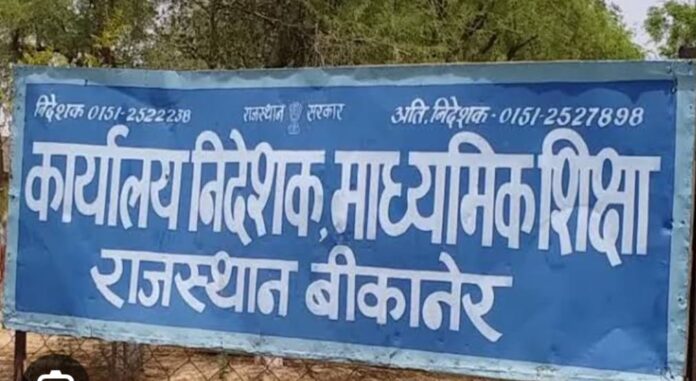 निदेशक 0151-2522238 राजस्थान सरकार अति. निदेशक - 0151-2527898
कार्यालय निदेशक, माध्यमिक शिक्षा
राजस्थान बीकानेर